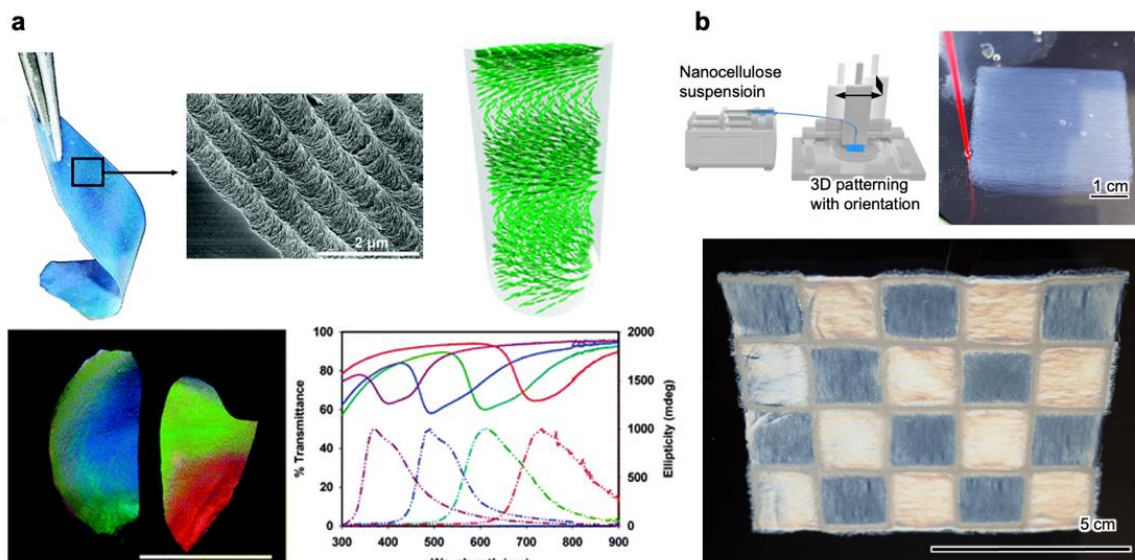 a
b
Nanocellulose
suspensioin
3D patterning
with orientation
1 cm
2 µm
100
80
60
40
20
0
% Transmittance
2000
1500
1000
500
0
Ellipticity (mdeg)
300 400 500 600 700 800 900
5 cm